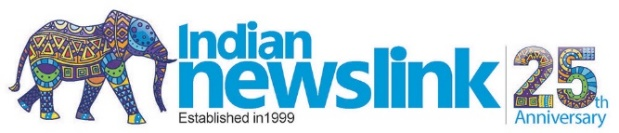 Indian
newslink
Established in1999
25th
Anniversary